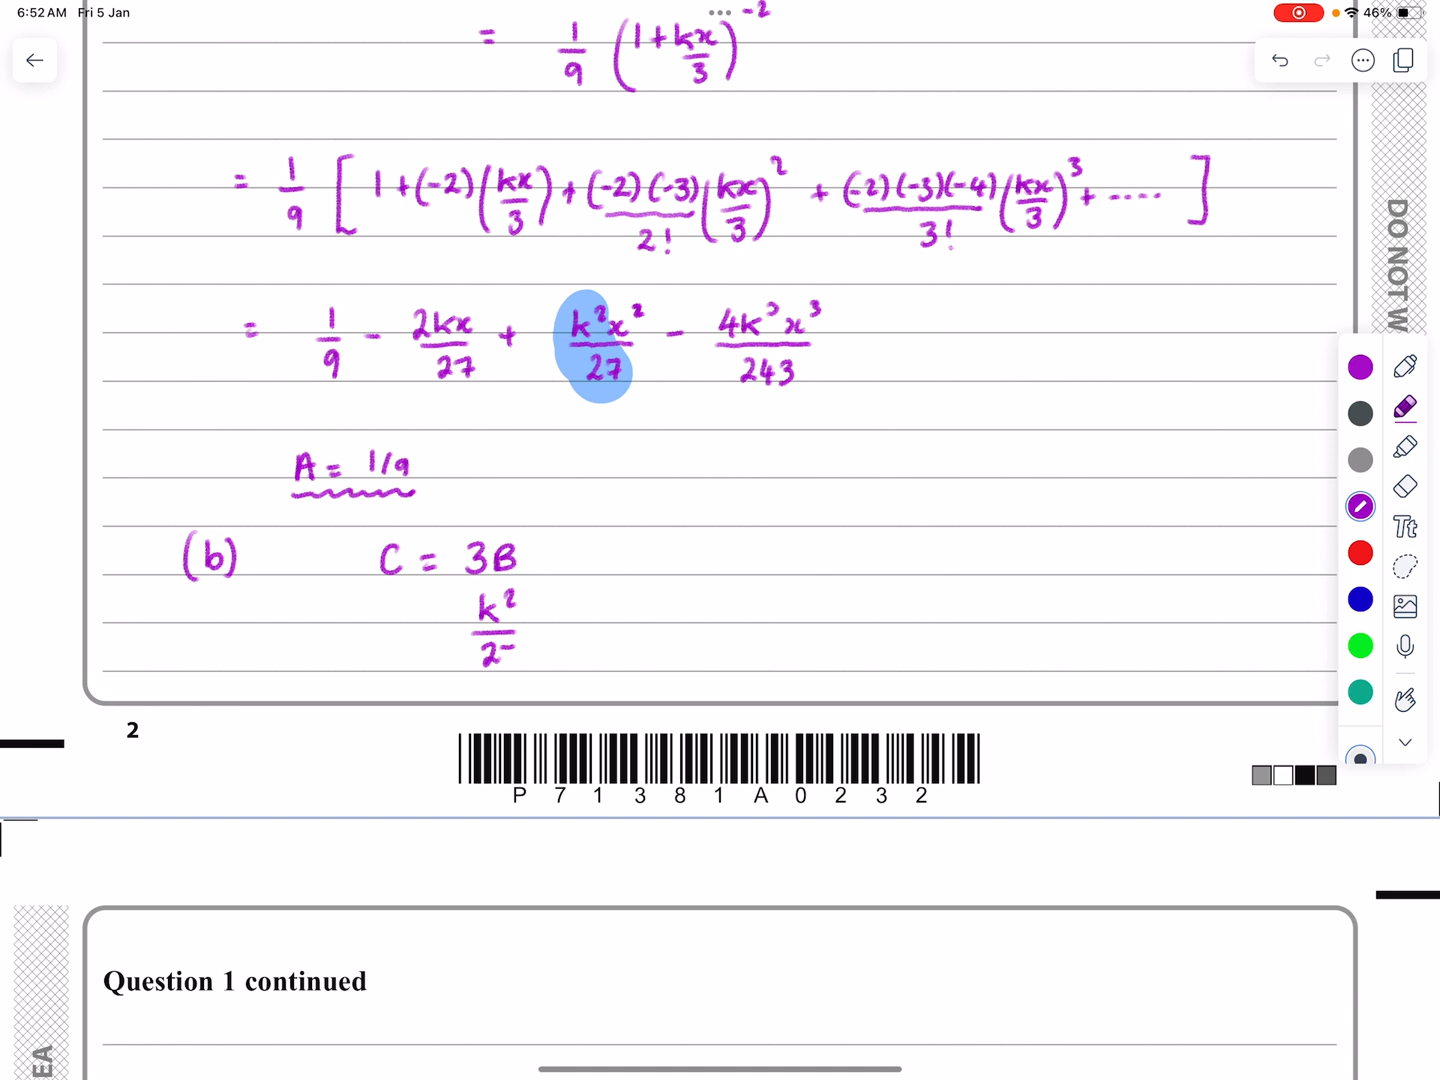 6:52 AM Fri 5 Jan
46%
= 1/9 (1 + kx/3)^-2
= 1/9 [ 1 + (-2)(kx/3) + (-2)(-3)/2! (kx/3)^2 + (-2)(-3)(-4)/3! (kx/3)^3 + ..... ]
= 1/9 - 2kx/27 + k^2x^2/27 - 4k^3x^3/243
A = 1/9
(b) C = 3B
k^2/2
DO NOT W
Tt
2
P 7 1 3 8 1 A 0 2 3 2
Question 1 continued
EA